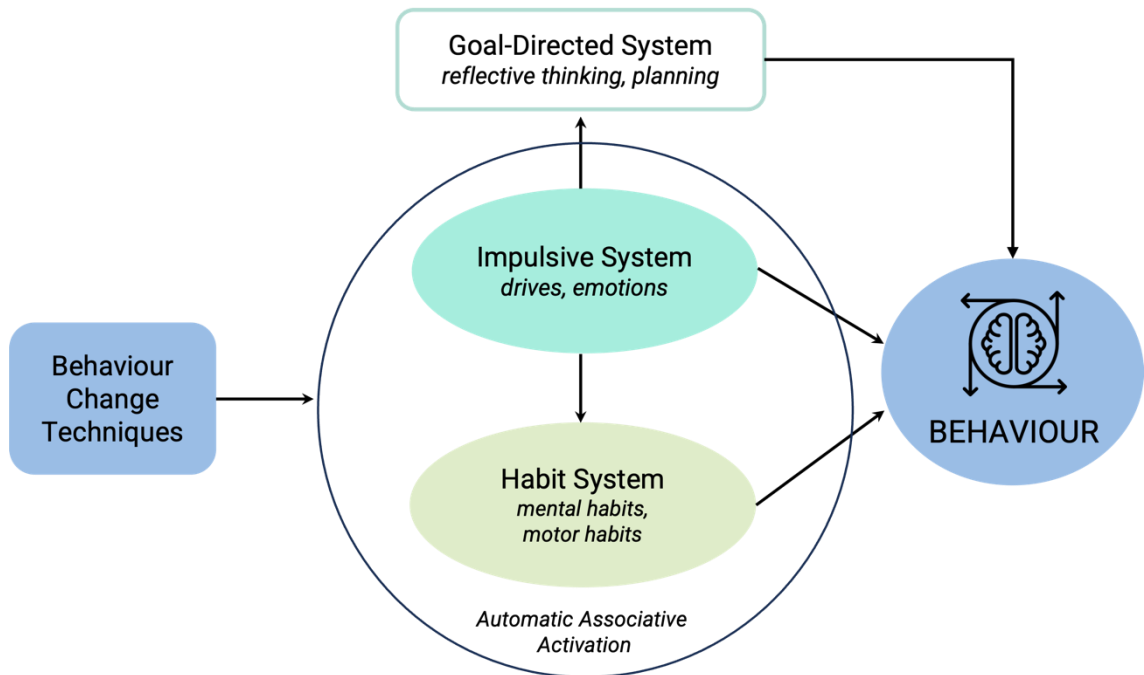 Goal-Directed System
reflective thinking, planning
Impulsive System
drives, emotions
Behaviour
Change
Techniques
BEHAVIOUR
Habit System
mental habits,
motor habits
Automatic Associative
Activation